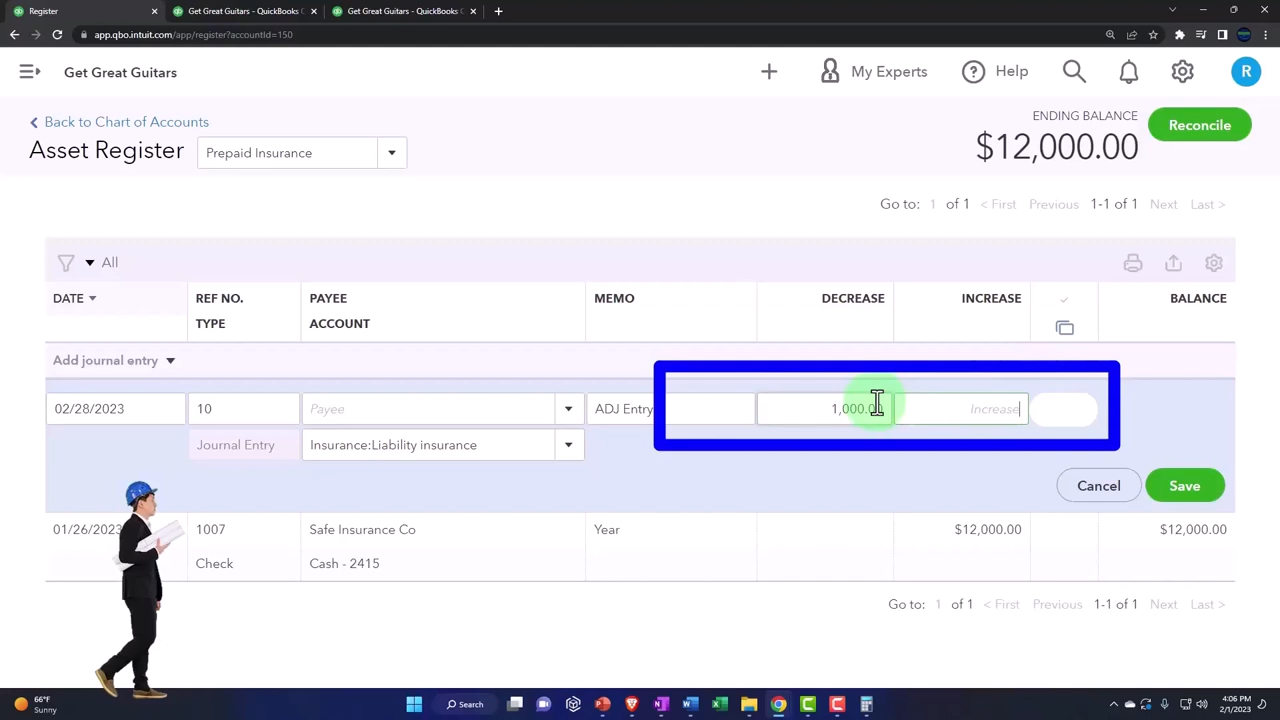 Register
Get Great Guitars - QuickBooks
Get Great Guitars - QuickBooks
app.qbo.intuit.com/app/register?accountId=150
Get Great Guitars
My Experts
Help
R
Back to Chart of Accounts
ENDING BALANCE
Asset Register
Prepaid Insurance
$12,000.00
Reconcile
Go to: 1 of 1 < First Previous 1-1 of 1 Next Last >
All
DATE REF NO. PAYEE MEMO DECREASE INCREASE BALANCE
TYPE ACCOUNT
Add journal entry
02/28/2023 10 Payee ADJ Entry 1,000.00 Increase
Journal Entry Insurance:Liability insurance
Cancel Save
01/26/2023 1007 Safe Insurance Co Year $12,000.00 $12,000.00
Check Cash - 2415
Go to: 1 of 1 < First Previous 1-1 of 1 Next Last >
66°F
Sunny
Search
4:06 PM
2/1/2023